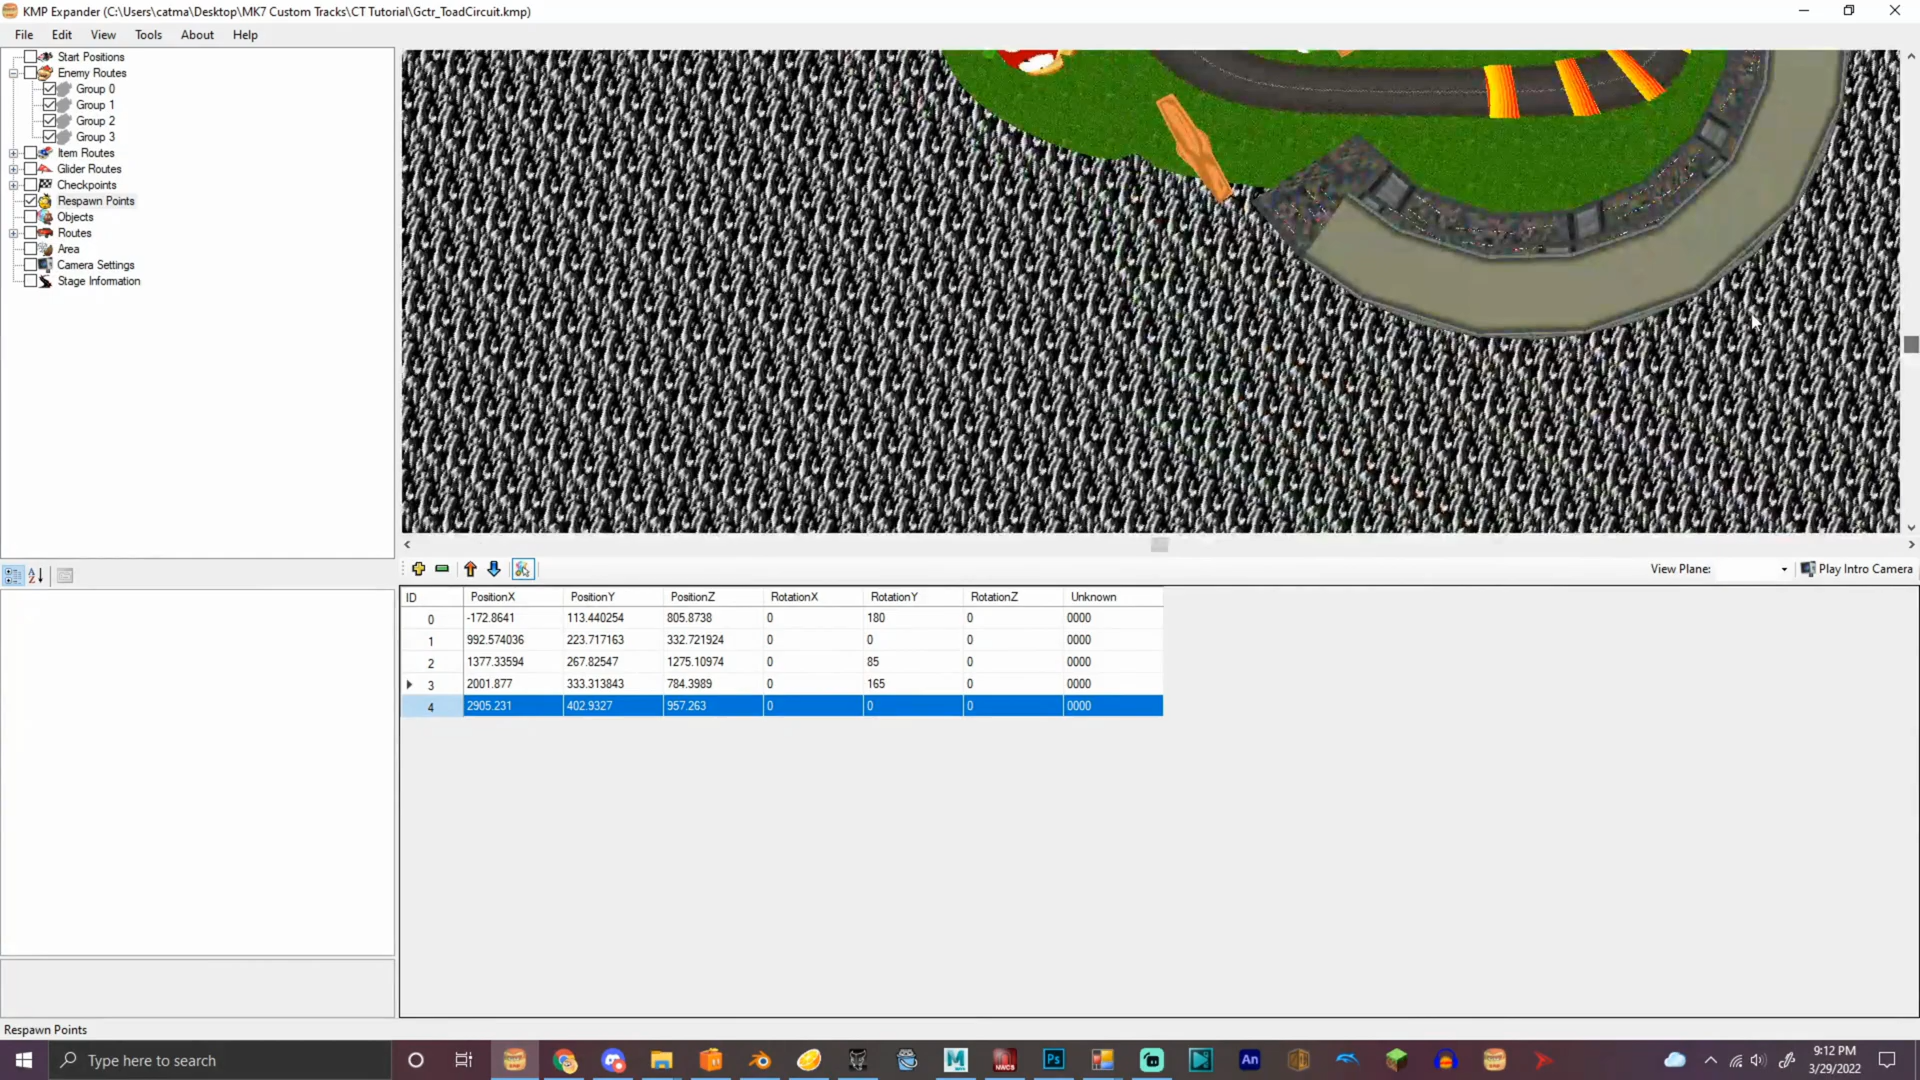 KMP Expander (C:\Users\catma\Desktop\MK7 Custom Tracks\CT Tutorial\Gctr_ToadCircuit.kmp)
File Edit View Tools About Help
Start Positions
Enemy Routes
Group 0
Group 1
Group 2
Group 3
Item Routes
Glider Routes
Checkpoints
Respawn Points
Objects
Routes
Area
Camera Settings
Stage Information
View Plane: Play Intro Camera
ID PositionX PositionY PositionZ RotationX RotationY RotationZ Unknown
0 -172.8641 113.440254 805.8738 0 180 0 0000
1 992.574036 223.717163 332.721924 0 0 0 0000
2 1377.33594 267.82547 1275.10974 0 85 0 0000
3 2001.877 333.313843 784.3989 0 165 0 0000
4 2905.231 402.9327 957.263 0 0 0 0000
Respawn Points
Type here to search
9:12 PM
3/29/2022